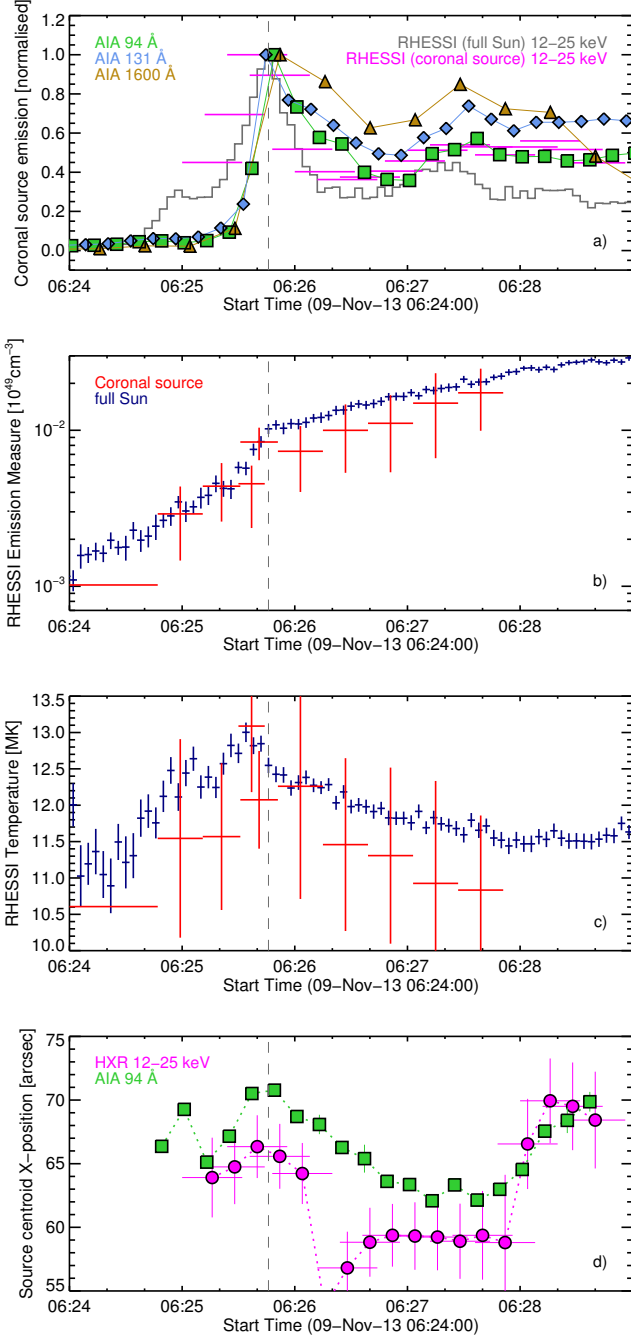 AIA 94 Å
AIA 131 Å
AIA 1600 Å
RHESSI (full Sun) 12−25 keV
RHESSI (coronal source) 12−25 keV
Coronal source emission [normalised]
1.0
0.8
0.6
0.4
0.2
0.0
a)
06:24 06:25 06:26 06:27 06:28
Start Time (09−Nov−13 06:24:00)
Coronal source
full Sun
RHESSI Emission Measure [10⁴⁹cm⁻³]
10⁻²
10⁻³
b)
06:24 06:25 06:26 06:27 06:28
Start Time (09−Nov−13 06:24:00)
RHESSI Temperature [MK]
13.5
13.0
12.5
12.0
11.5
11.0
10.5
10.0
c)
06:24 06:25 06:26 06:27 06:28
Start Time (09−Nov−13 06:24:00)
HXR 12−25 keV
AIA 94 Å
Source centroid X−position [arcsec]
75
70
65
60
55
d)
06:24 06:25 06:26 06:27 06:28
Start Time (09−Nov−13 06:24:00)